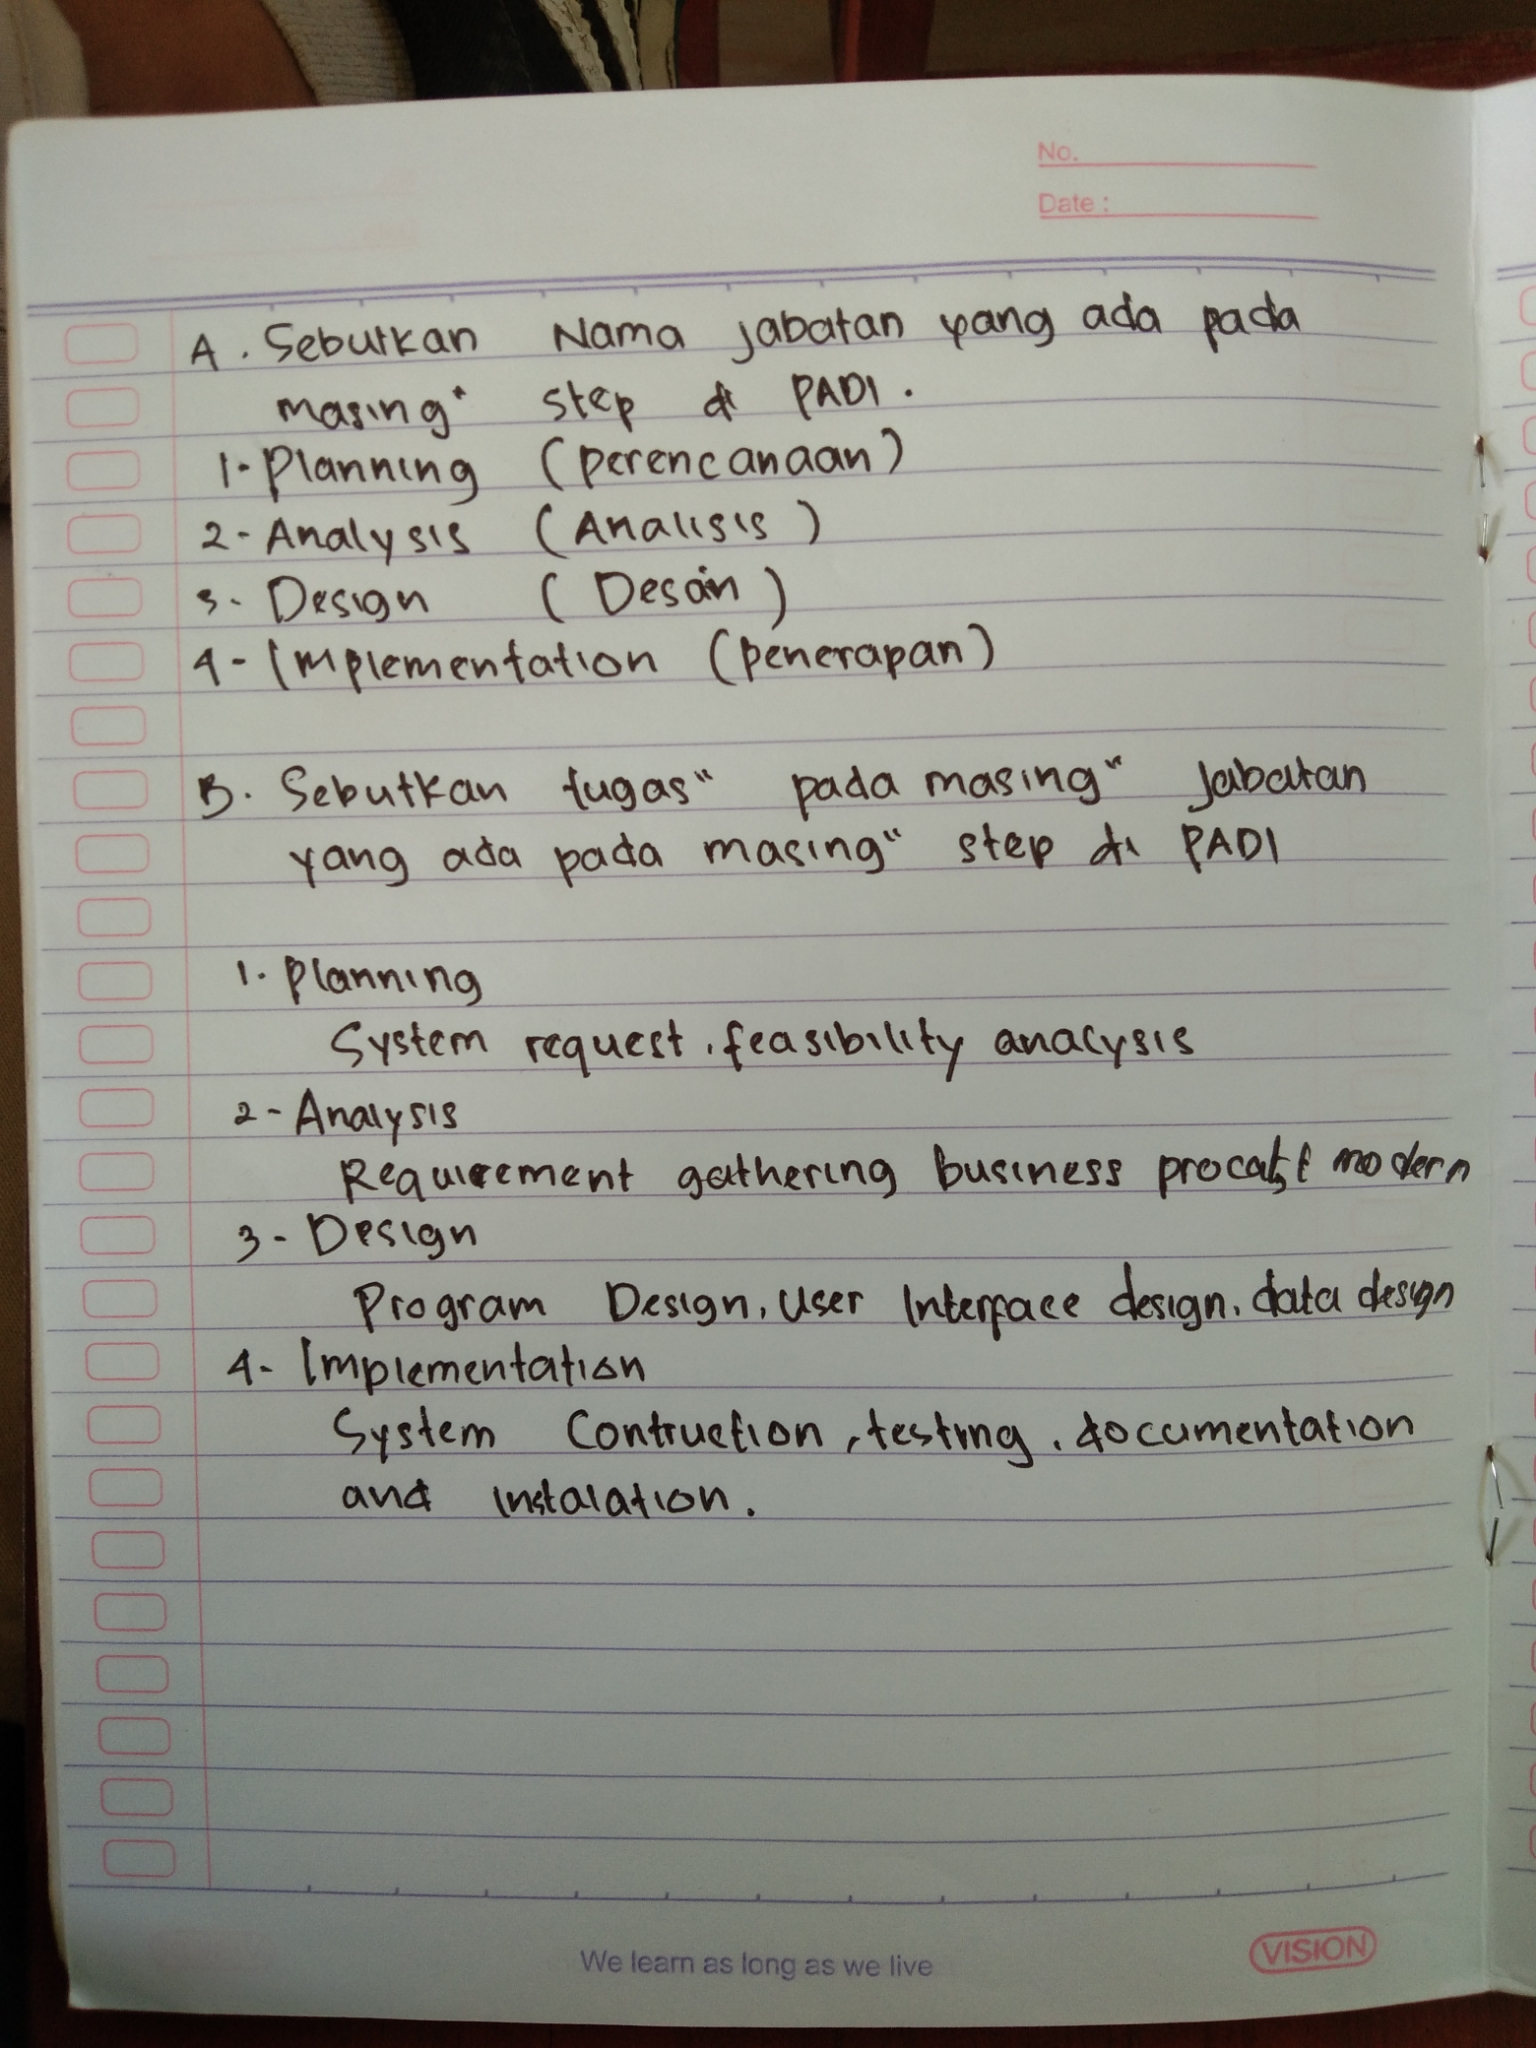 No.
Date :
A. Sebutkan Nama jabatan yang ada pada
masing" step di PADI.
1. Planning (perencanaan)
2 - Analysis (Analisis)
3. Design (Desain)
4 - Implementation (penerapan)
B. Sebutkan tugas" pada masing" jabatan
yang ada pada masing" step di PADI
1. Planning
System request, feasibility analysis
2 - Analysis
Requirement gathering business modern
3 - Design
Program Design, User Interface design, data design
4 - Implementation
System Contruction, testing, documentation
and instalation.
We learn as long as we live
VISION